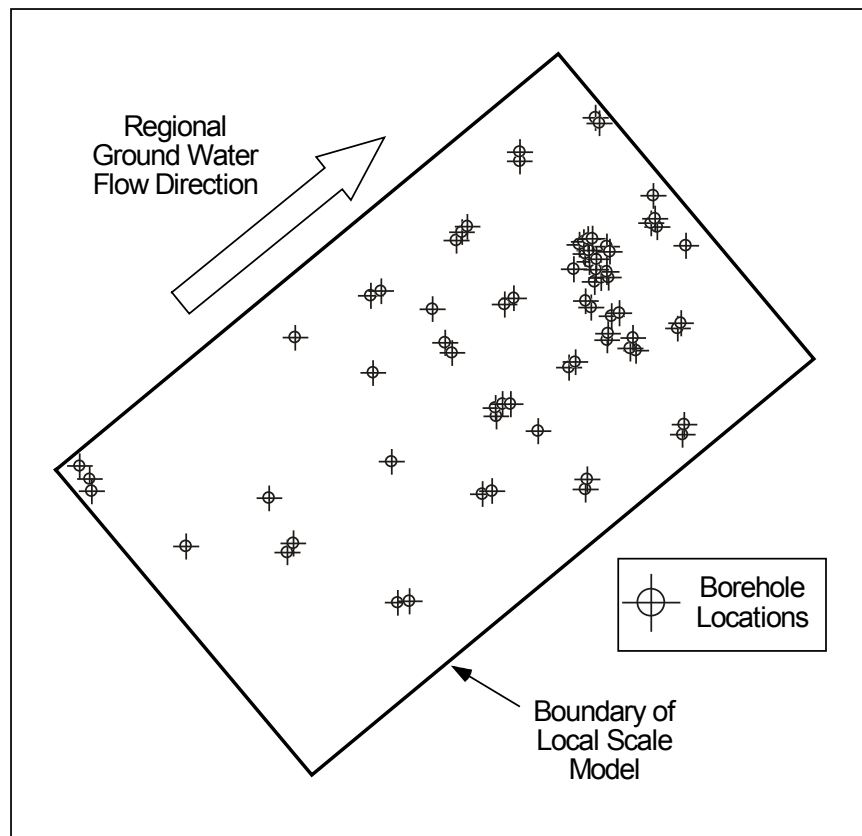 Regional
Ground Water
Flow Direction
Borehole
Locations
Boundary of
Local Scale
Model